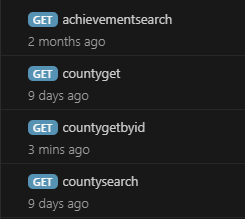 GET achievementsearch
2 months ago
GET countyget
9 days ago
GET countygetbyid
3 mins ago
GET countysearch
9 days ago